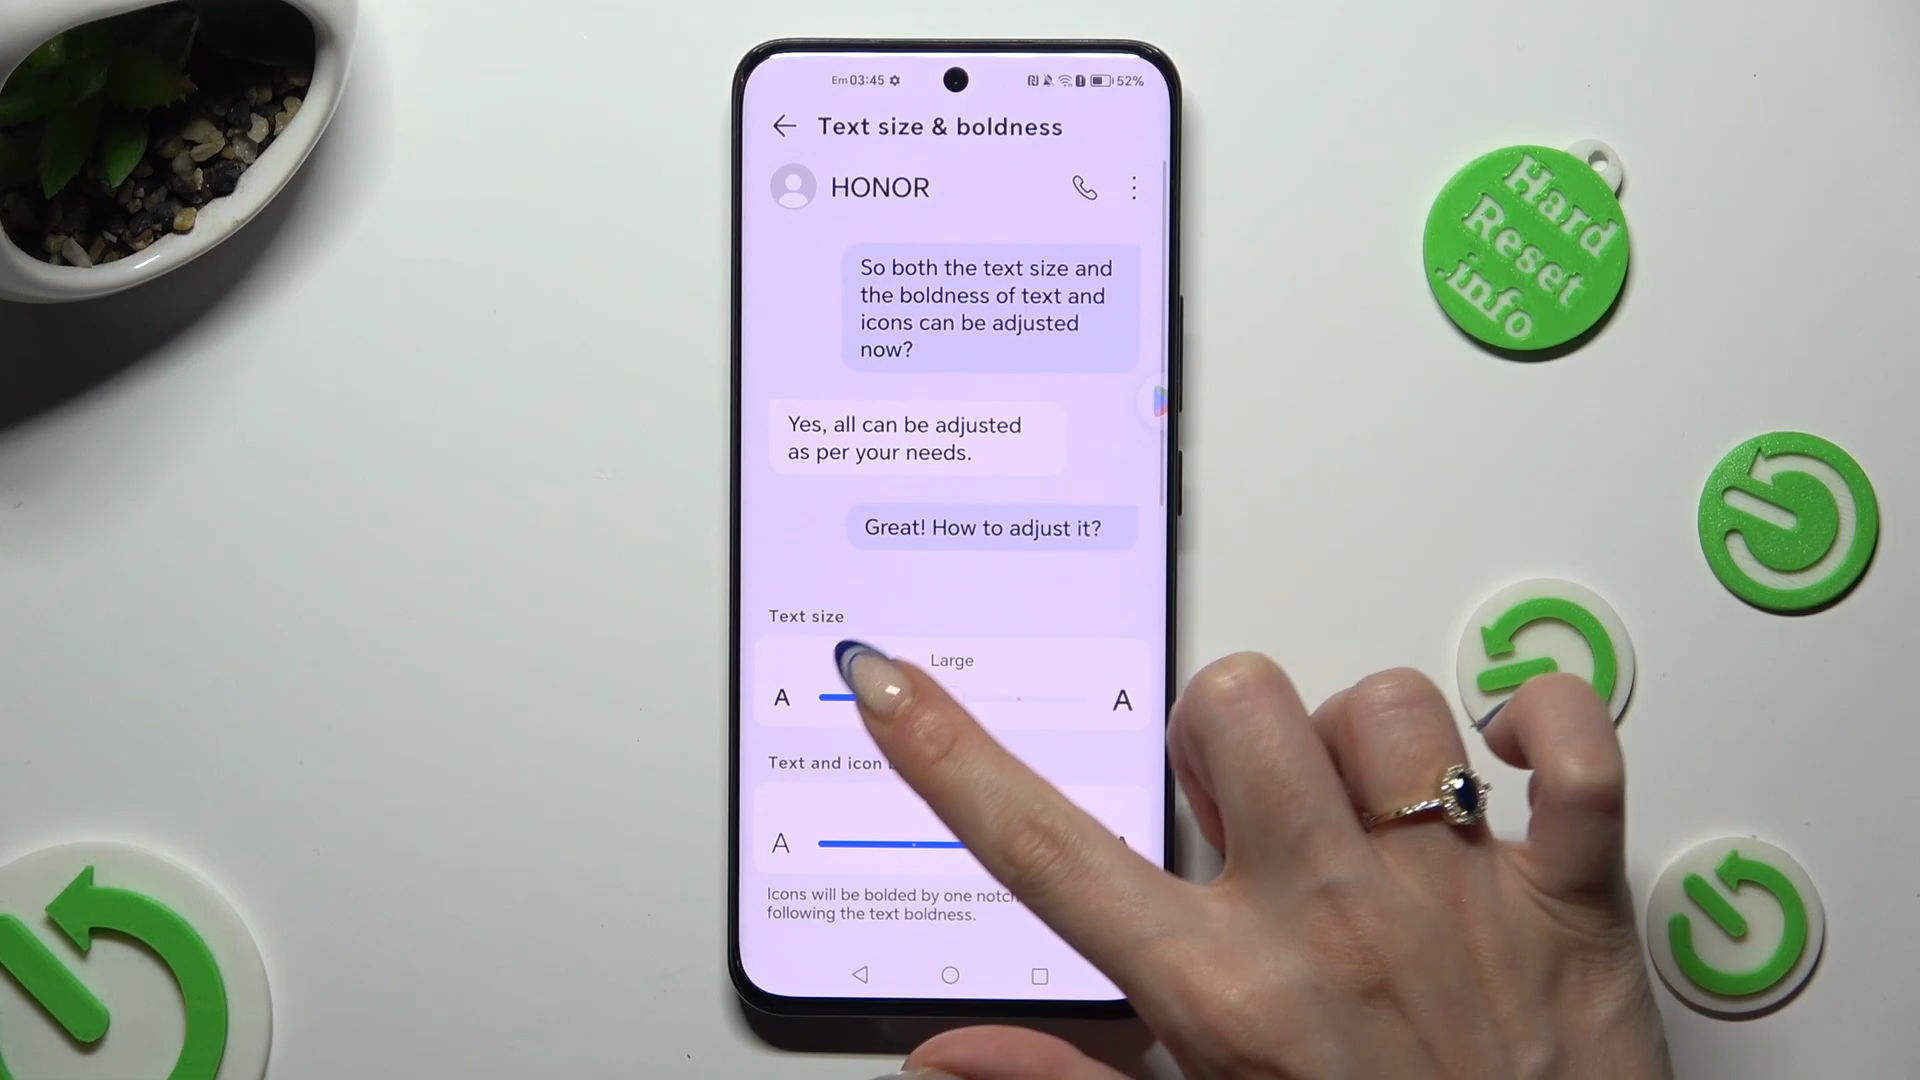 Em 03:45 52%
Text size & boldness
HONOR
So both the text size and
the boldness of text and
icons can be adjusted
now?
Yes, all can be adjusted
as per your needs.
Great! How to adjust it?
Text size
Large
A A
Text and icon
A
Icons will be bolded by one notch
following the text boldness.
Hard
Reset
.info